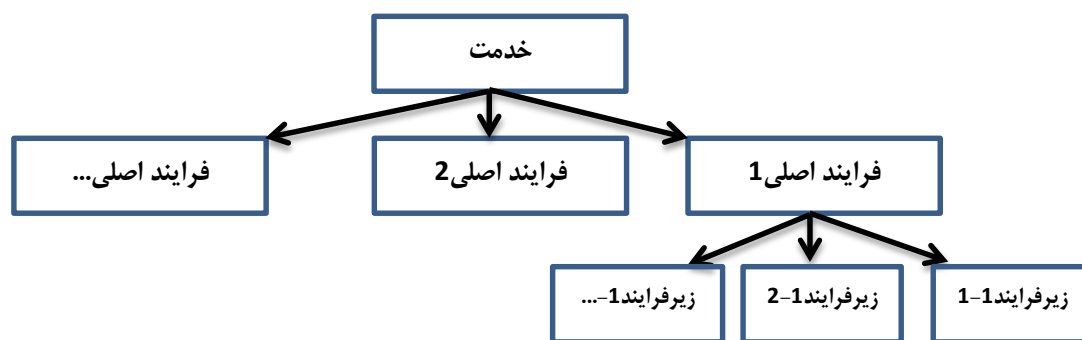 خدمت
فرایند اصلی1
فرایند اصلی2
فرایند اصلی...
زیرفرایند1-1
زیرفرایند1-2
زیرفرایند1-...